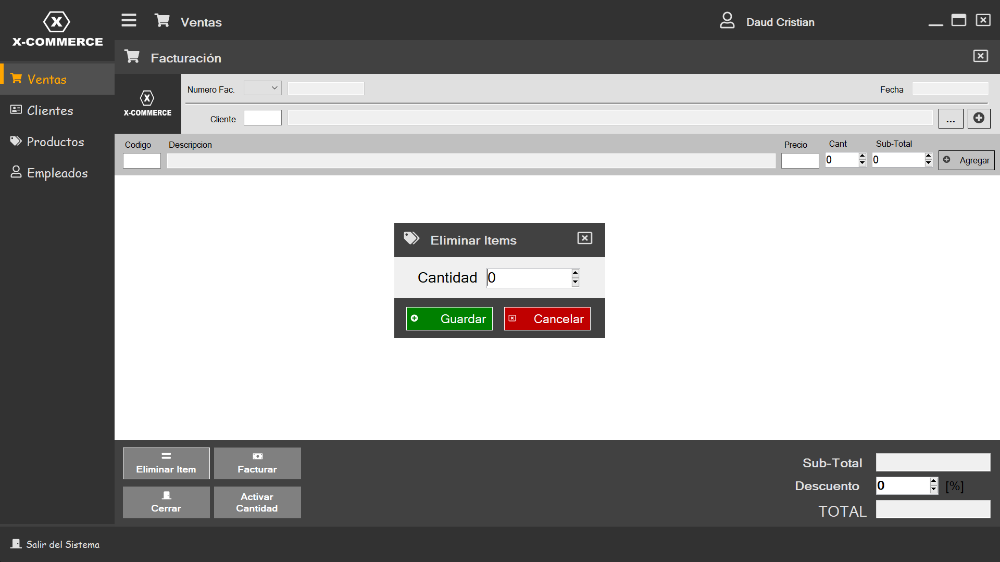 X-COMMERCE
Ventas
Daud Cristian
Facturación
Ventas
Clientes
Productos
Empleados
X-COMMERCE
Numero Fac.
Fecha
Cliente
...
Codigo
Descripcion
Precio
Cant
Sub-Total
0
0
Agregar
Eliminar Items
Cantidad 0
Guardar
Cancelar
Eliminar Item
Facturar
Cerrar
Activar
Cantidad
Sub-Total
Descuento 0 [%]
TOTAL
Salir del Sistema